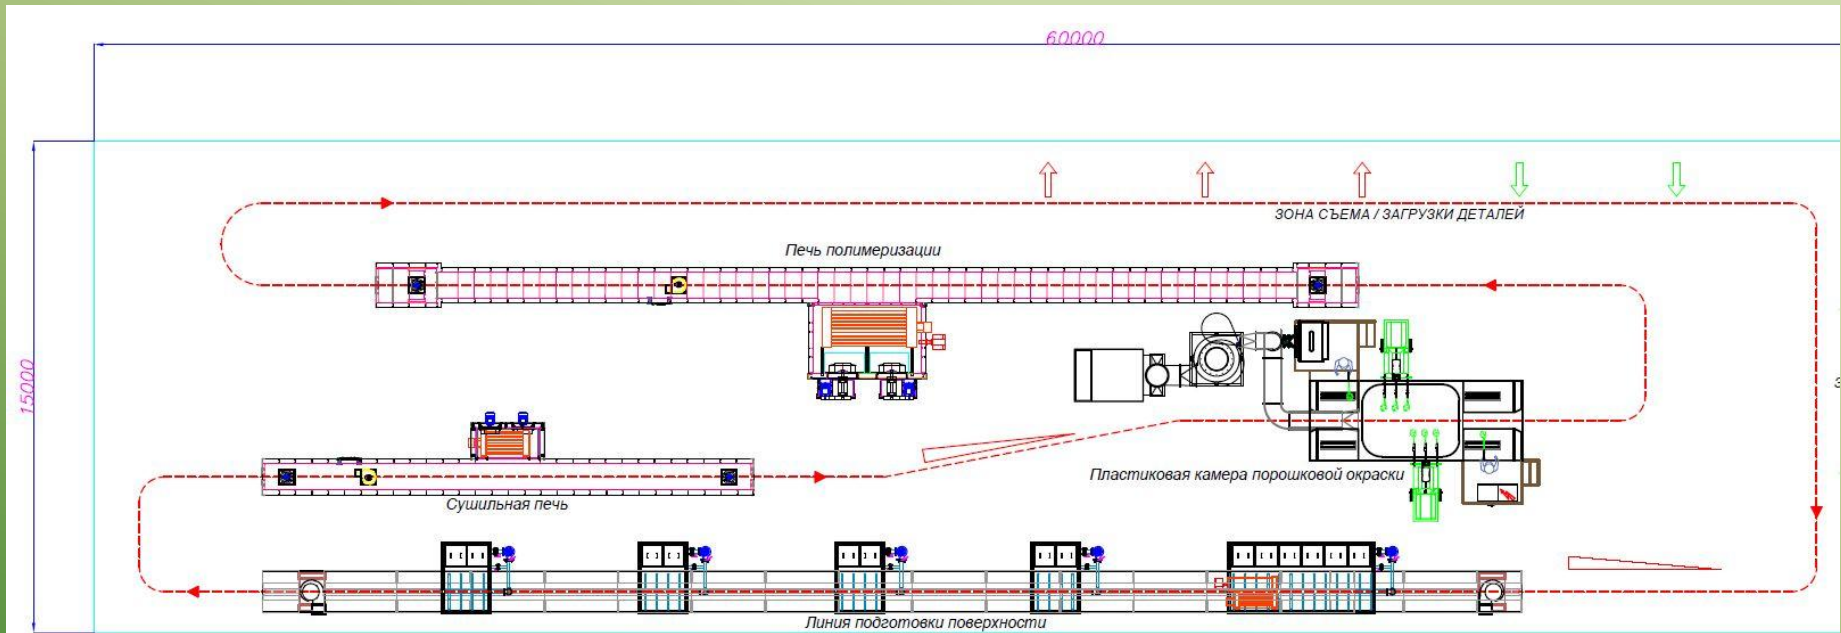 60000
ЗОНА СЪЕМА / ЗАГРУЗКИ ДЕТАЛЕЙ
Печь полимеризации
15000
Пластиковая камера порошковой окраски
Сушильная печь
Линия подготовки поверхности